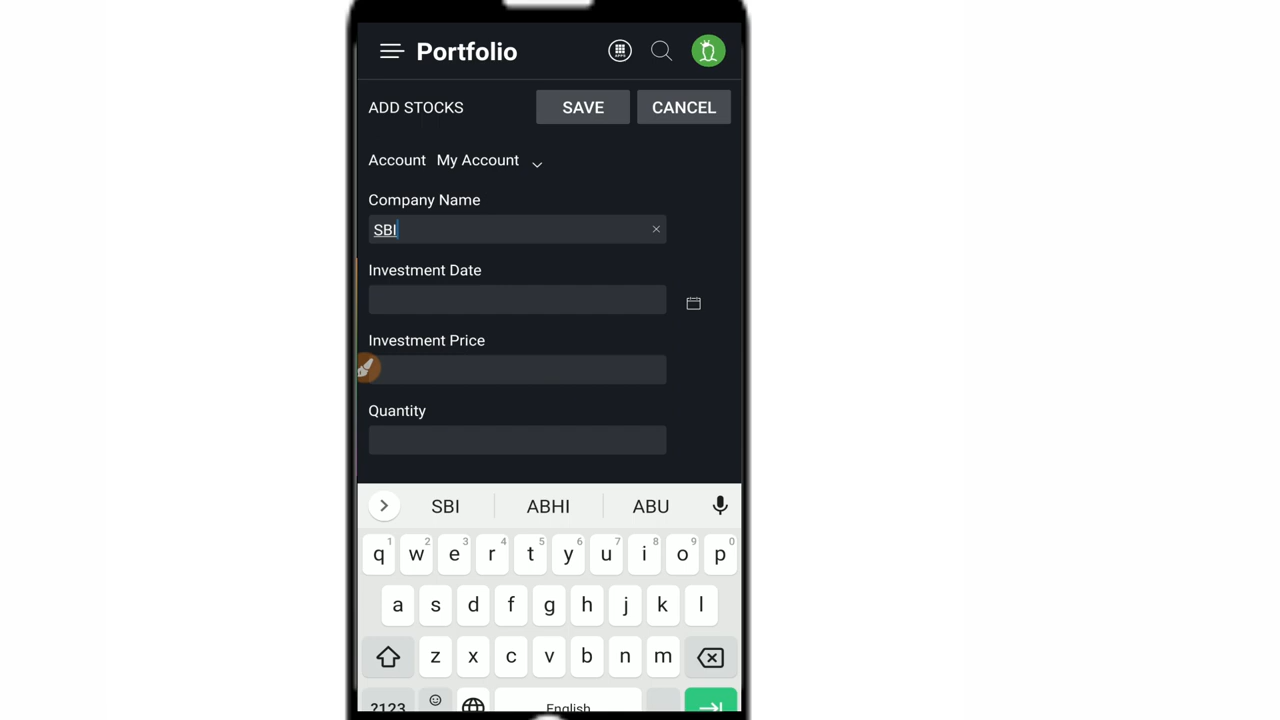 Portfolio
ADD STOCKS SAVE CANCEL
Account My Account
Company Name
SBI
Investment Date
Investment Price
Quantity
SBI ABHI ABU
1 2 3 4 5 6 7 8 9 0
q w e r t y u i o p
a s d f g h j k l
z x c v b n m
?123 English